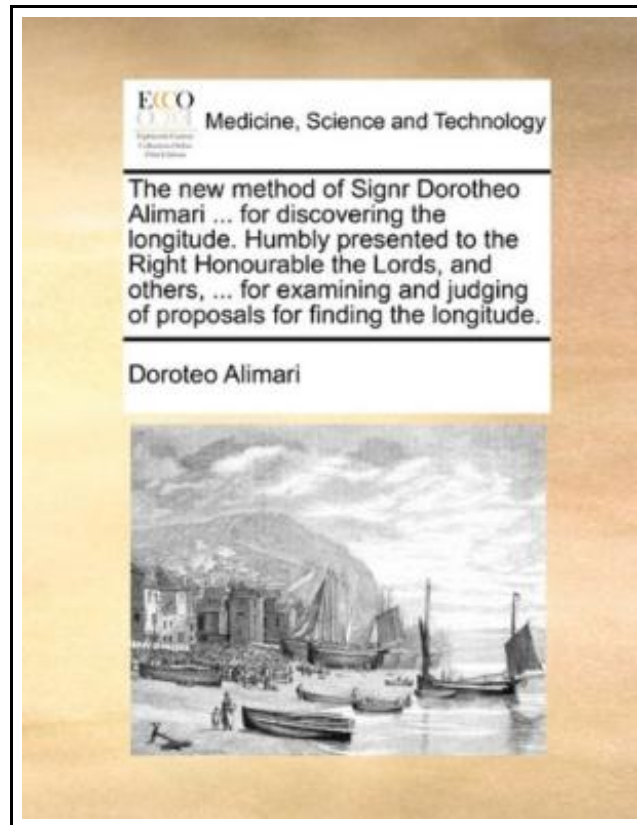 ECCO
Medicine, Science and Technology
The new method of Signr Dorotheo
Alimari ... for discovering the
longitude. Humbly presented to the
Right Honourable the Lords, and
others, ... for examining and judging
of proposals for finding the longitude.
Doroteo Alimari